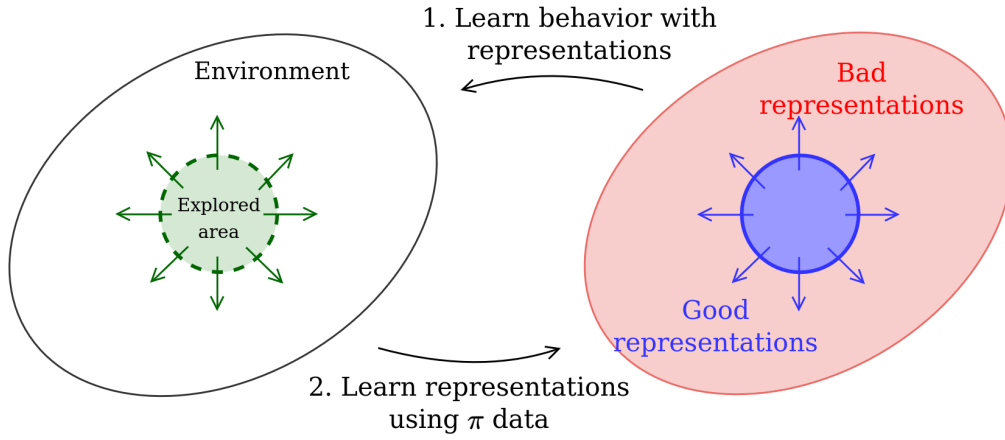 1. Learn behavior with
representations
Environment
Bad
representations
Explored
area
Good
representations
2. Learn representations
using π data